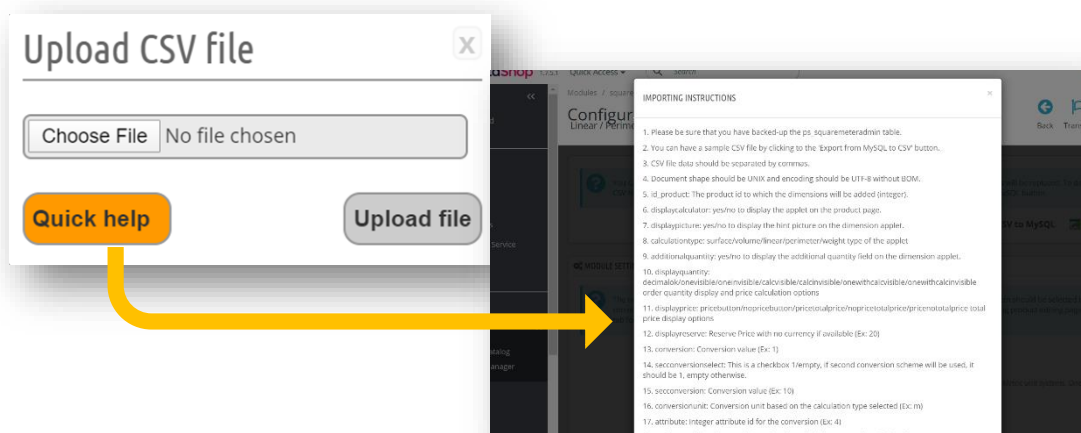 Upload CSV file
x
Choose File No file chosen
Quick help
Upload file
Quick Access
Search
Modules / square
Configur
Linear / Perime
Back Tran
IMPORTING INSTRUCTIONS
×
1. Please be sure that you have backed-up the ps_squaremeteradmin table.
2. You can have a sample CSV file by clicking to the 'Export from MySQL to CSV' button.
3. CSV file data should be separated by commas.
4. Document shape should be UNIX and encoding should be UTF-8 without BOM.
5. id_product: The product id to which the dimensions will be added (integer).
6. displaycalculator: yes/no to display the applet on the product page.
7. displaypicture: yes/no to display the hint picture on the dimension applet.
8. calculationtype: surface/volume/linear/perimeter/weight type of the applet
9. additionalquantity: yes/no to display the additional quantity field on the dimension applet.
10. displayquantity:
decimalok/onevisible/oneinvisible/calcvisible/calcinvisible/onewithcalcvisible/onewithcalcinvisible
order quantity display and price calculation options
11. displayprice: pricebutton/nopricebutton/pricetotalprice/nopricetotalprice/pricenototalprice total
price display options
12. displayreserve: Reserve Price with no currency if available (Ex: 20)
13. conversion: Conversion value (Ex: 1)
14. secconversionselect: This is a checkbox 1/empty, if second conversion scheme will be used, it
should be 1, empty otherwise.
15. secconversion: Conversion value (Ex: 10)
16. conversionunit: Conversion unit based on the calculation type selected (Ex: m)
17. attribute: Integer attribute id for the conversion (Ex: 4)
Service
MODULE SETTI
SV to MySQL
atalog
anager